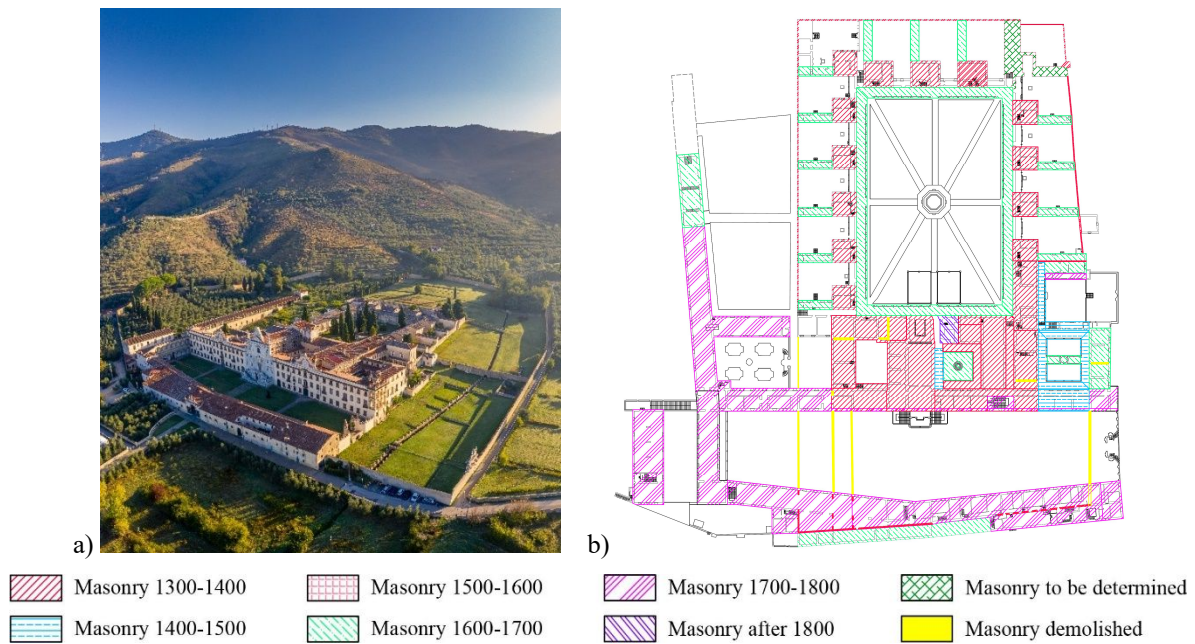 a)
b)
Masonry 1300-1400
Masonry 1500-1600
Masonry 1700-1800
Masonry to be determined
Masonry 1400-1500
Masonry 1600-1700
Masonry after 1800
Masonry demolished